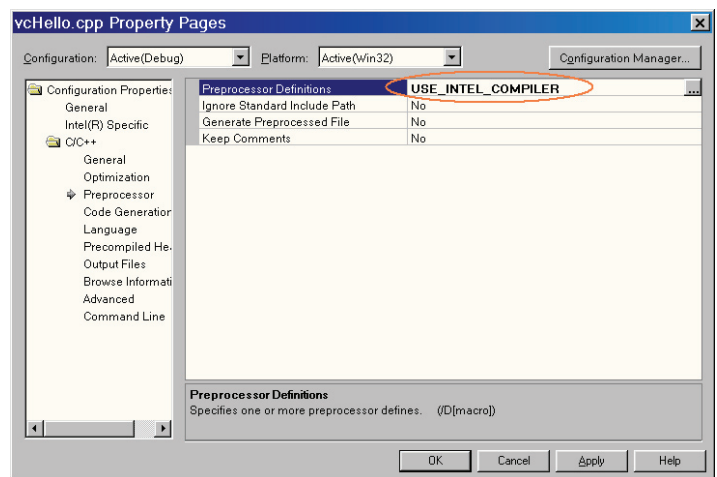 vcHello.cpp Property Pages
Configuration: Active(Debug) Platform: Active(Win32) Configuration Manager...
Configuration Properties
General
Intel(R) Specific
C/C++
General
Optimization
Preprocessor
Code Generation
Language
Precompiled He
Output Files
Browse Informati
Advanced
Command Line
Preprocessor Definitions USE_INTEL_COMPILER ...
Ignore Standard Include Path No
Generate Preprocessed File No
Keep Comments No
Preprocessor Definitions
Specifies one or more preprocessor defines. (/D[macro])
OK Cancel Apply Help